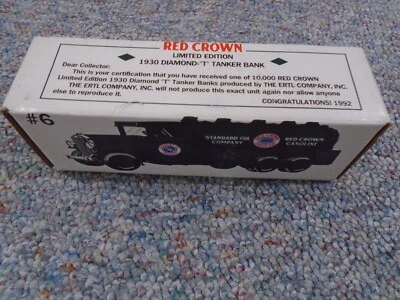 RED CROWN
LIMITED EDITION
1930 DIAMOND-"T" TANKER BANK
Dear Collector:
This is your certification that you have received one of 10,000 RED CROWN
Limited Edition 1930 Diamond "T" Tanker Banks produced by THE ERTL COMPANY, INC.
THE ERTL COMPANY, INC. will not produce this exact unit again nor allow anyone
else to reproduce it.
CONGRATULATIONS! 1992
#6
STANDARD OIL
COMPANY
RED CROWN
GASOLINE